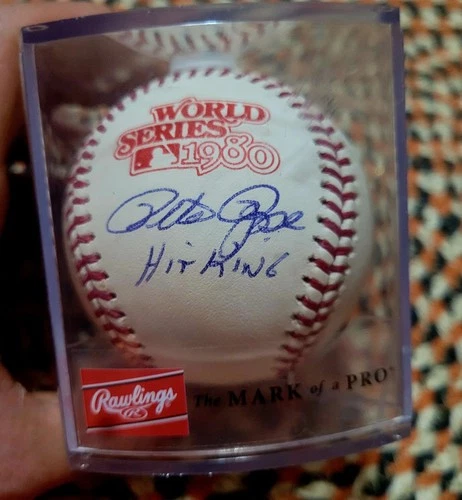 WORLD
SERIES
1980
Pete Rose
HIT KING
Rawlings
R
The MARK of a PRO®